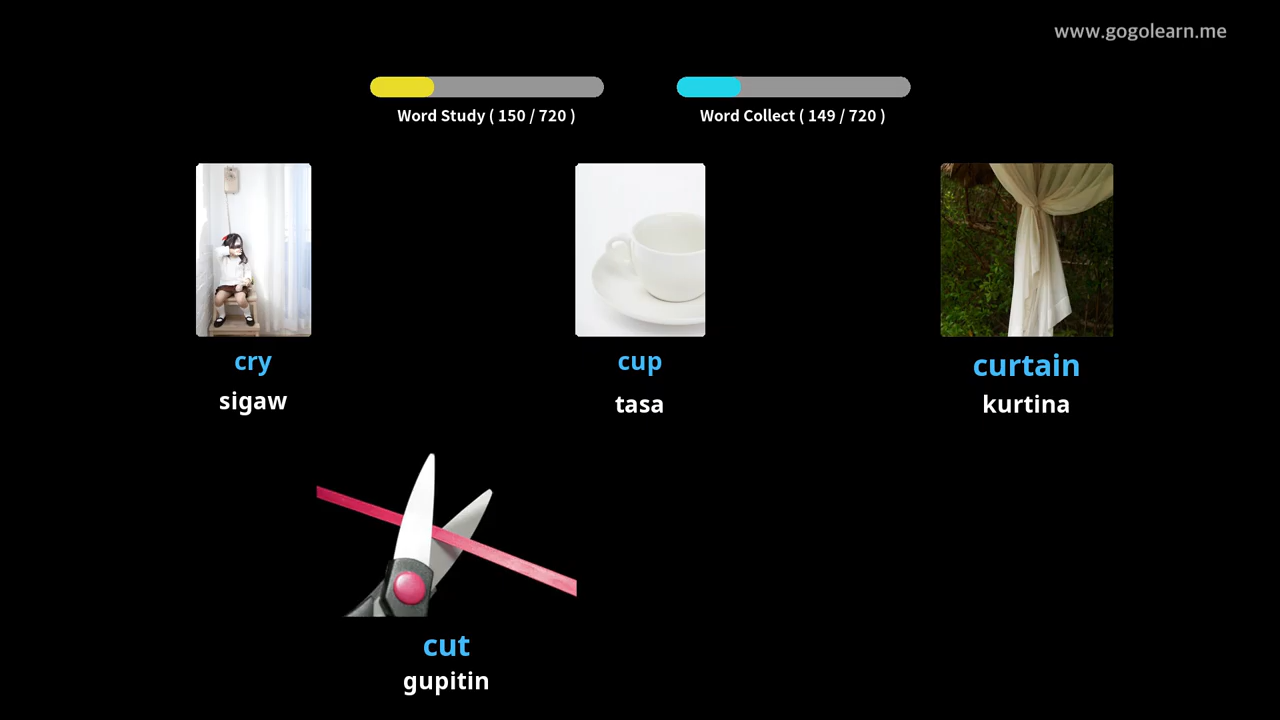 www.gogolearn.me
Word Study ( 150 / 720 )
Word Collect ( 149 / 720 )
cry
sigaw
cup
tasa
curtain
kurtina
cut
gupitin